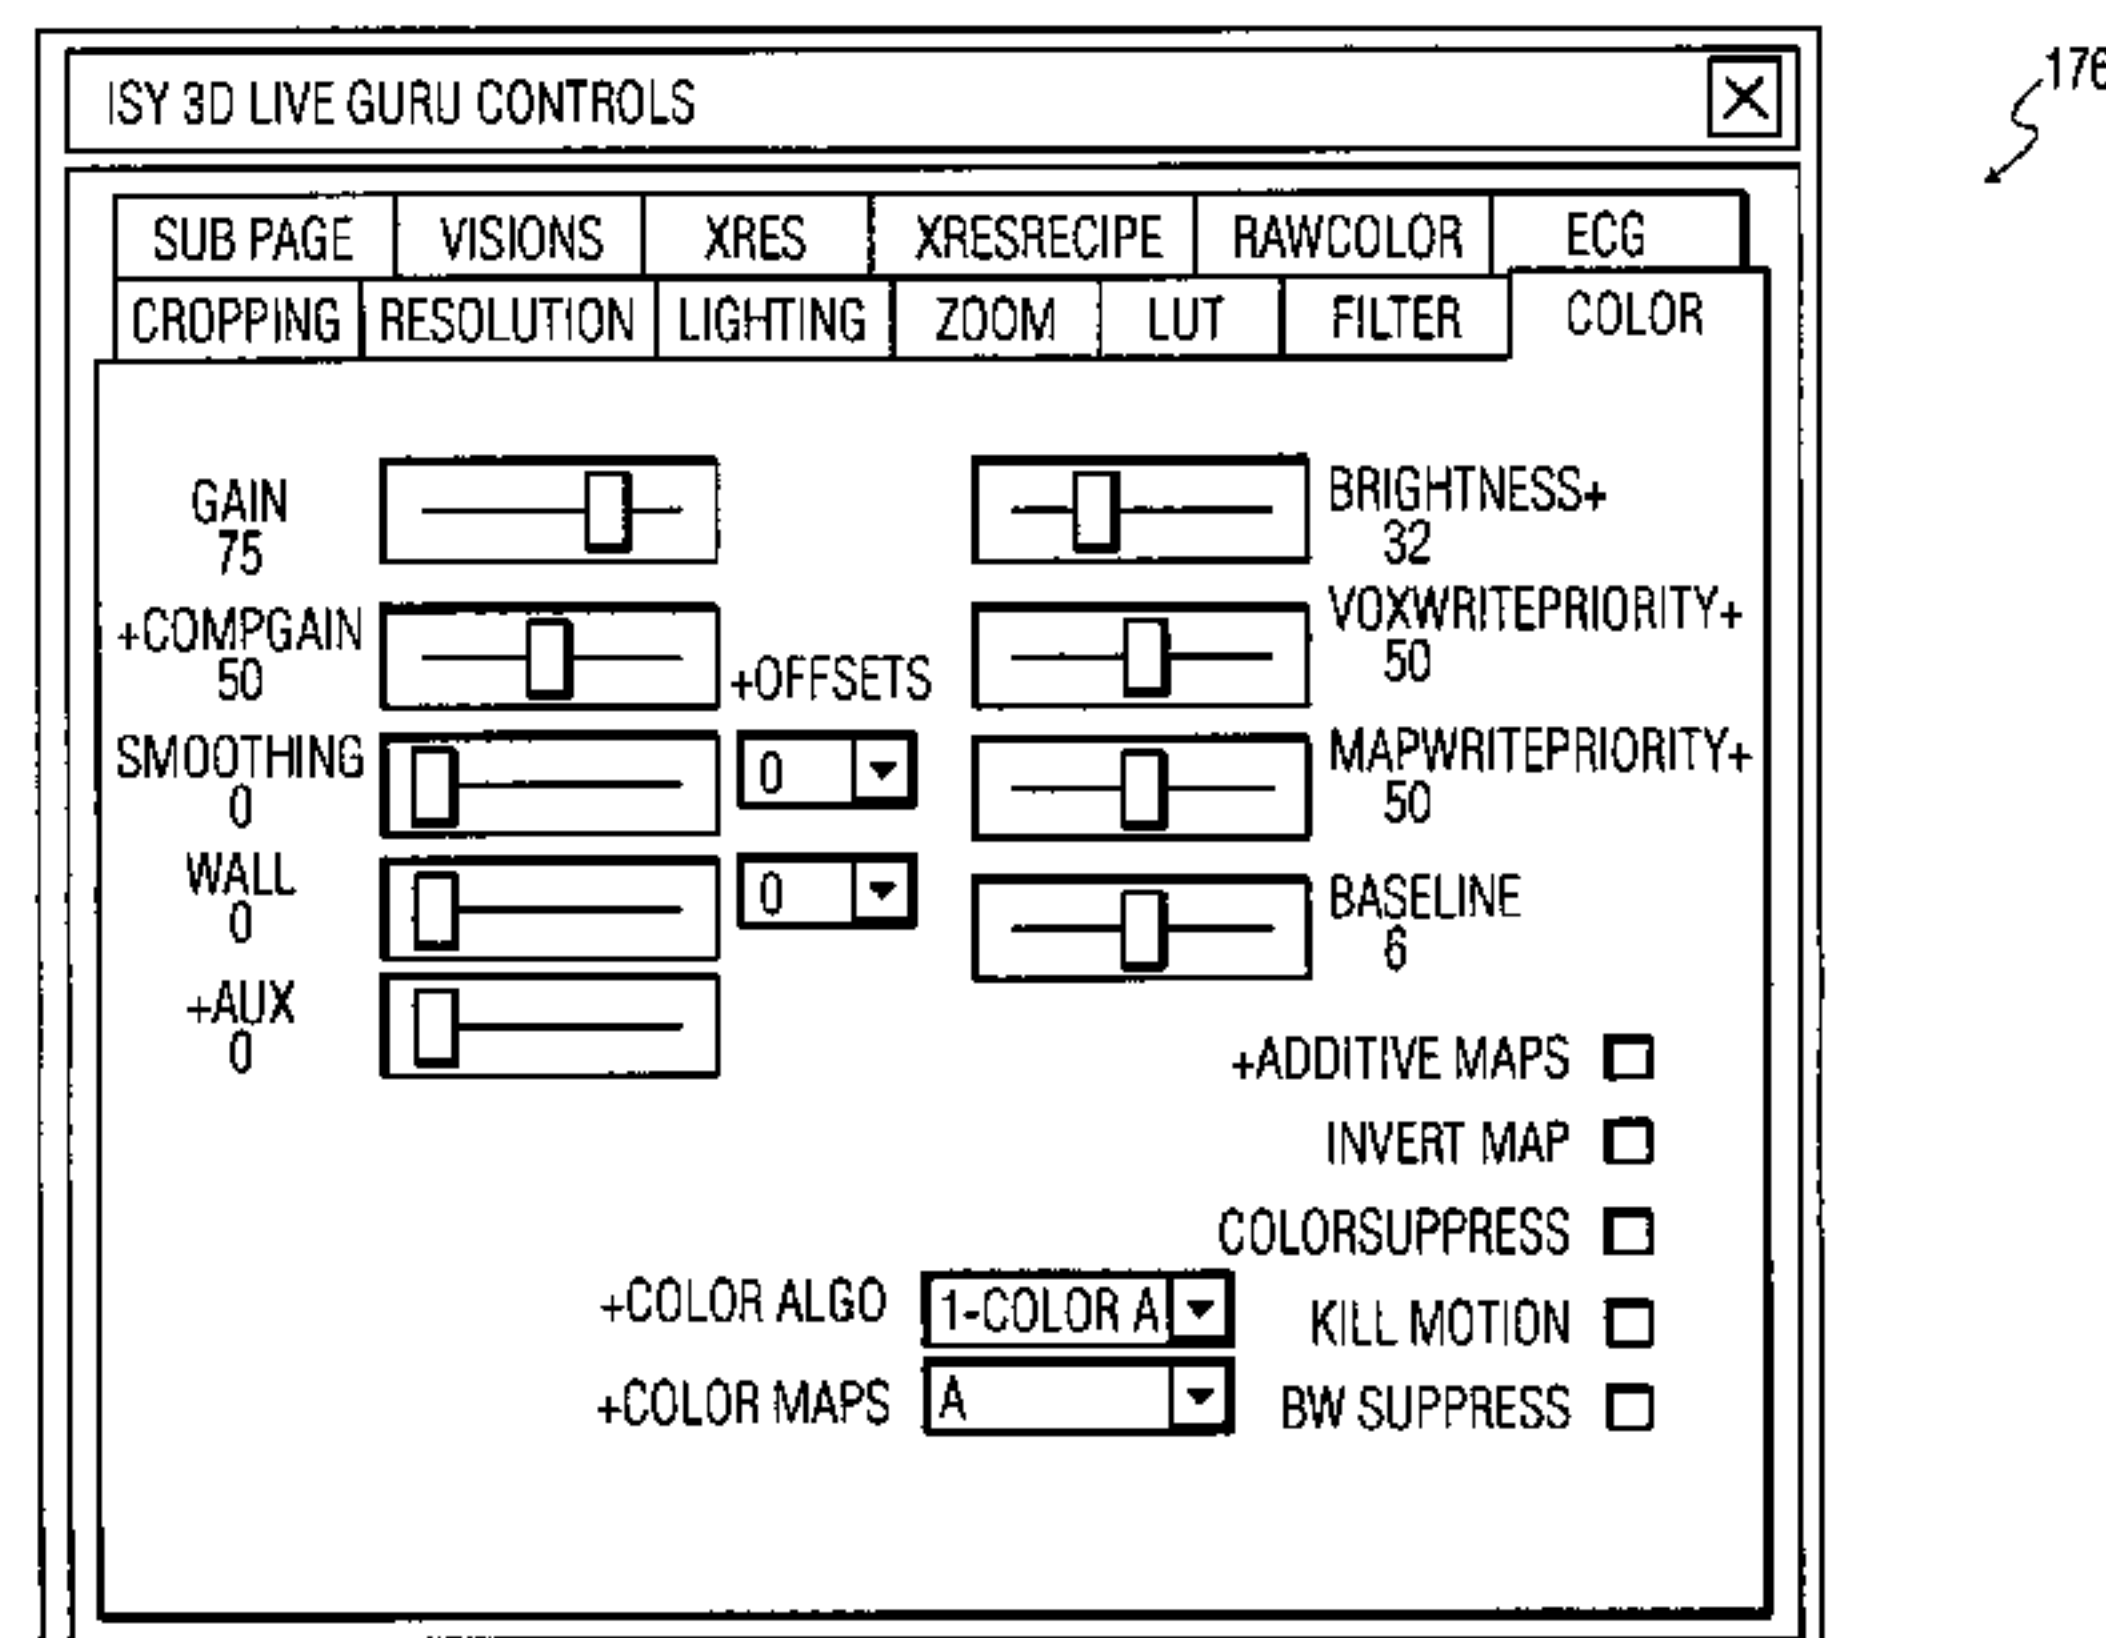 ISY 3D LIVE GURU CONTROLS
176
SUB PAGE VISIONS XRES XRESRECIPE RAWCOLOR ECG
CROPPING RESOLUTION LIGHTING ZOOM LUT FILTER COLOR
GAIN
75
BRIGHTNESS+
32
+COMPGAIN
50
+OFFSETS
VOXWRITEPRIORITY+
50
SMOOTHING
0
0
MAPWRITEPRIORITY+
50
WALL
0
0
BASELINE
6
+AUX
0
+ADDITIVE MAPS
INVERT MAP
COLORSUPPRESS
+COLOR ALGO 1-COLOR A
KILL MOTION
+COLOR MAPS A
BW SUPPRESS